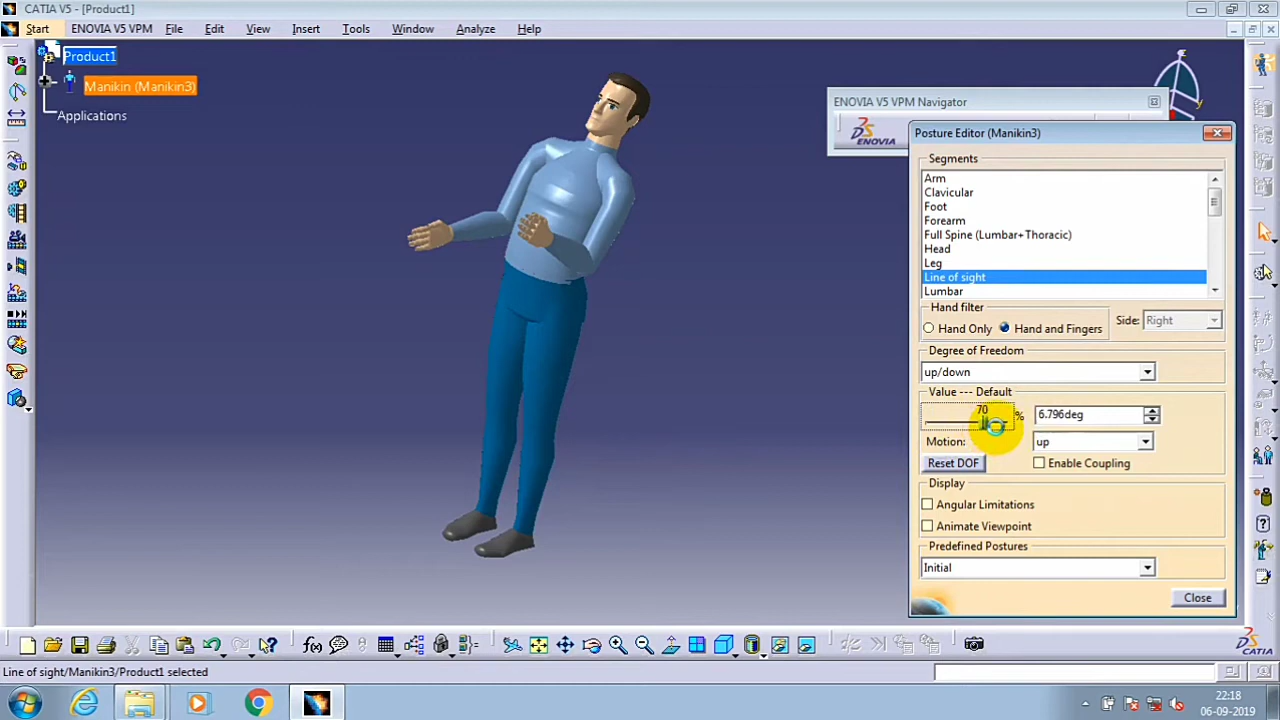 CATIA V5 - [Product1]
Start
ENOVIA V5 VPM
File
Edit
View
Insert
Tools
Window
Analyze
Help
Product1
Manikin (Manikin3)
Applications
ENOVIA V5 VPM Navigator
ENOVIA
Posture Editor (Manikin3)
Segments
Arm
Clavicular
Foot
Forearm
Full Spine (Lumbar+Thoracic)
Head
Leg
Line of sight
Lumbar
Hand filter
Hand Only
Hand and Fingers
Side:
Right
Degree of Freedom
up/down
Value --- Default
70
%
6.796deg
Motion:
up
Reset DOF
Enable Coupling
Display
Angular Limitations
Animate Viewpoint
Predefined Postures
Initial
Close
f(x)
CATIA
Line of sight/Manikin3/Product1 selected
22:18
06-09-2019